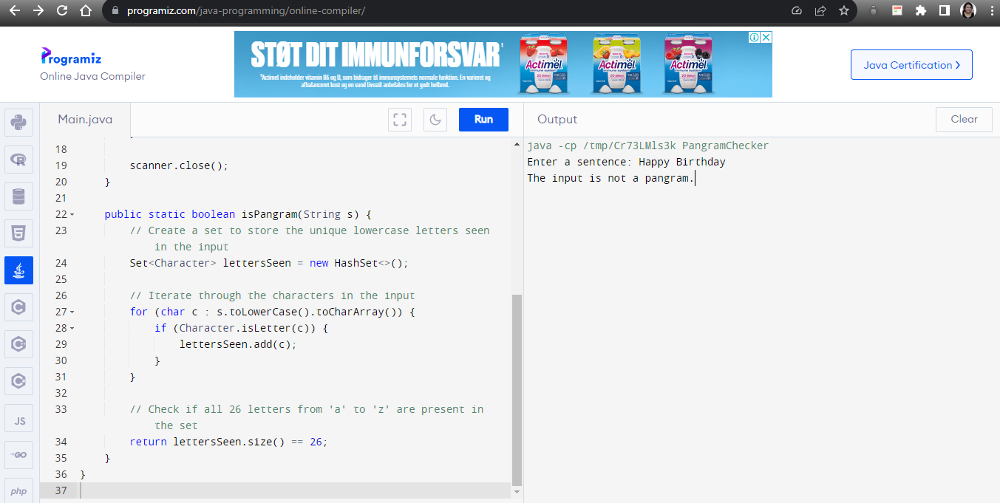 programiz.com/java-programming/online-compiler/
Programiz
Online Java Compiler
STØT DIT IMMUNFORSVAR¹
¹Actimel indeholder vitamin B6 og D, som bidrager til immunsystemets normale funktion. En varieret og
afbalanceret kost og en sund livsstil anbefales for et godt helbred.
Actimel
Actimel
Actimel
Java Certification
Main.java
Run
Output
Clear
18
19 scanner.close();
20 }
21
22 public static boolean isPangram(String s) {
23 // Create a set to store the unique lowercase letters seen
in the input
24 Set<Character> lettersSeen = new HashSet<>();
25
26 // Iterate through the characters in the input
27 for (char c : s.toLowerCase().toCharArray()) {
28 if (Character.isLetter(c)) {
29 lettersSeen.add(c);
30 }
31 }
32
33 // Check if all 26 letters from 'a' to 'z' are present in
the set
34 return lettersSeen.size() == 26;
35 }
36 }
37
java -cp /tmp/Cr73LMls3k PangramChecker
Enter a sentence: Happy Birthday
The input is not a pangram.
R
5
C
C
C
JS
GO
php